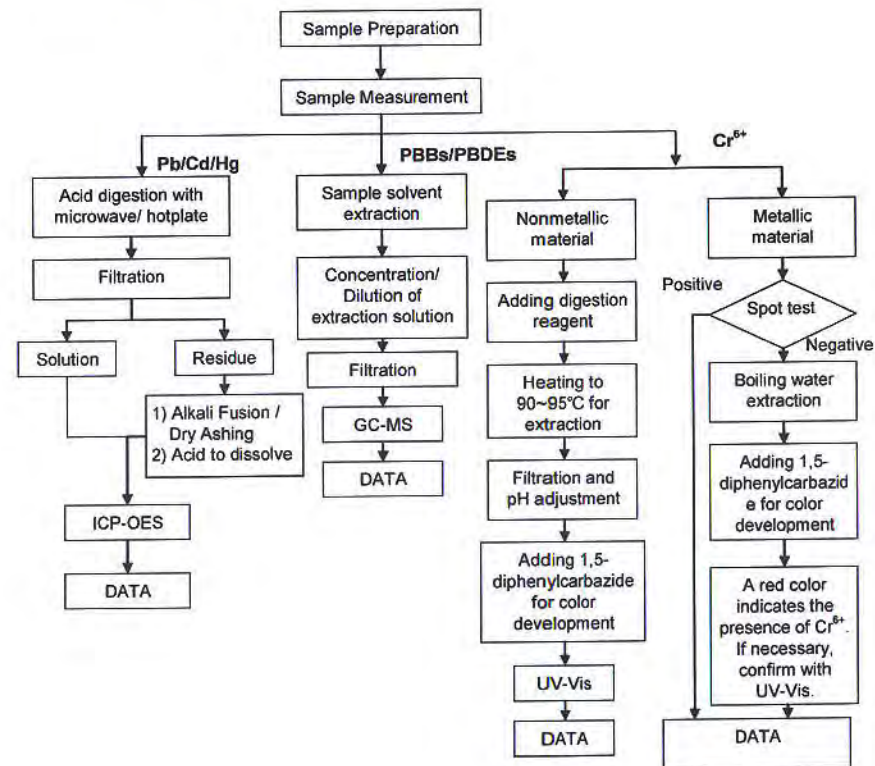 Sample Preparation
Sample Measurement
Pb/Cd/Hg
PBBs/PBDEs
Cr⁶⁺
Acid digestion with
microwave/ hotplate
Filtration
Solution
Residue
1) Alkali Fusion /
Dry Ashing
2) Acid to dissolve
ICP-OES
DATA
Sample solvent
extraction
Concentration/
Dilution of
extraction solution
Filtration
GC-MS
DATA
Nonmetallic
material
Adding digestion
reagent
Heating to
90~95℃ for
extraction
Filtration and
pH adjustment
Adding 1,5-
diphenylcarbazide
for color
development
UV-Vis
DATA
Metallic
material
Positive
Spot test
Negative
Boiling water
extraction
Adding 1,5-
diphenylcarbazid
e for color
development
A red color
indicates the
presence of Cr⁶⁺.
If necessary,
confirm with
UV-Vis.
DATA